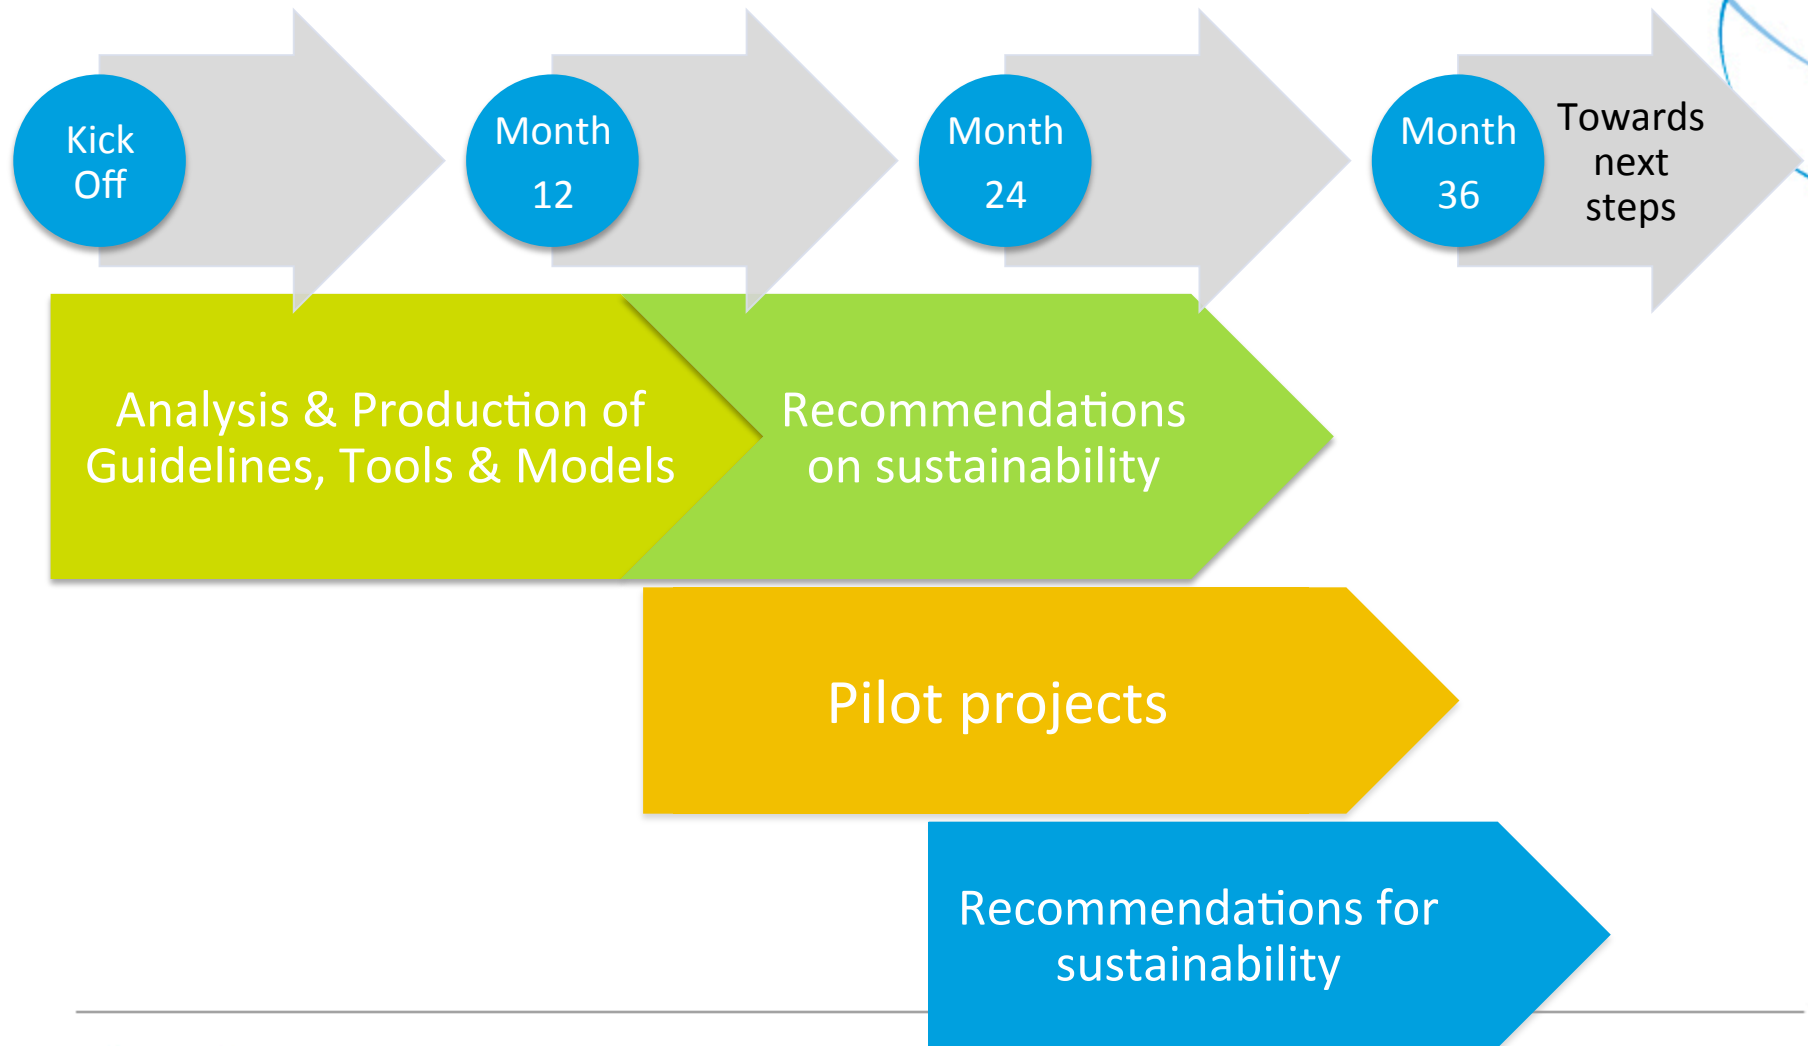 Kick
Off
Month
12
Month
24
Month
36
Towards
next
steps
Analysis & Production of
Guidelines, Tools & Models
Recommendations
on sustainability
Pilot projects
Recommendations for
sustainability